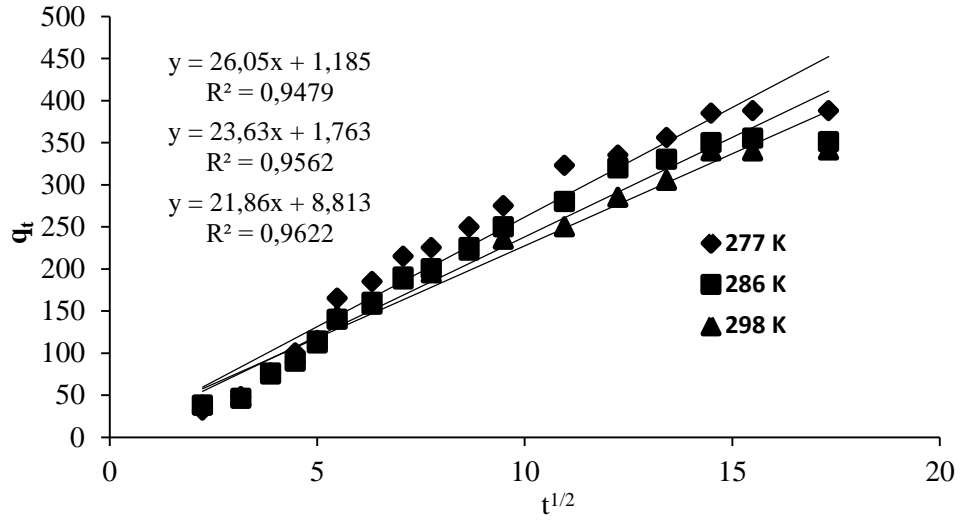 500
450
400
350
300
250
200
150
100
50
0
y = 26,05x + 1,185
R² = 0,9479
y = 23,63x + 1,763
R² = 0,9562
y = 21,86x + 8,813
R² = 0,9622
qₜ
277 K
286 K
298 K
0 5 10 15 20
t¹ᐟ²